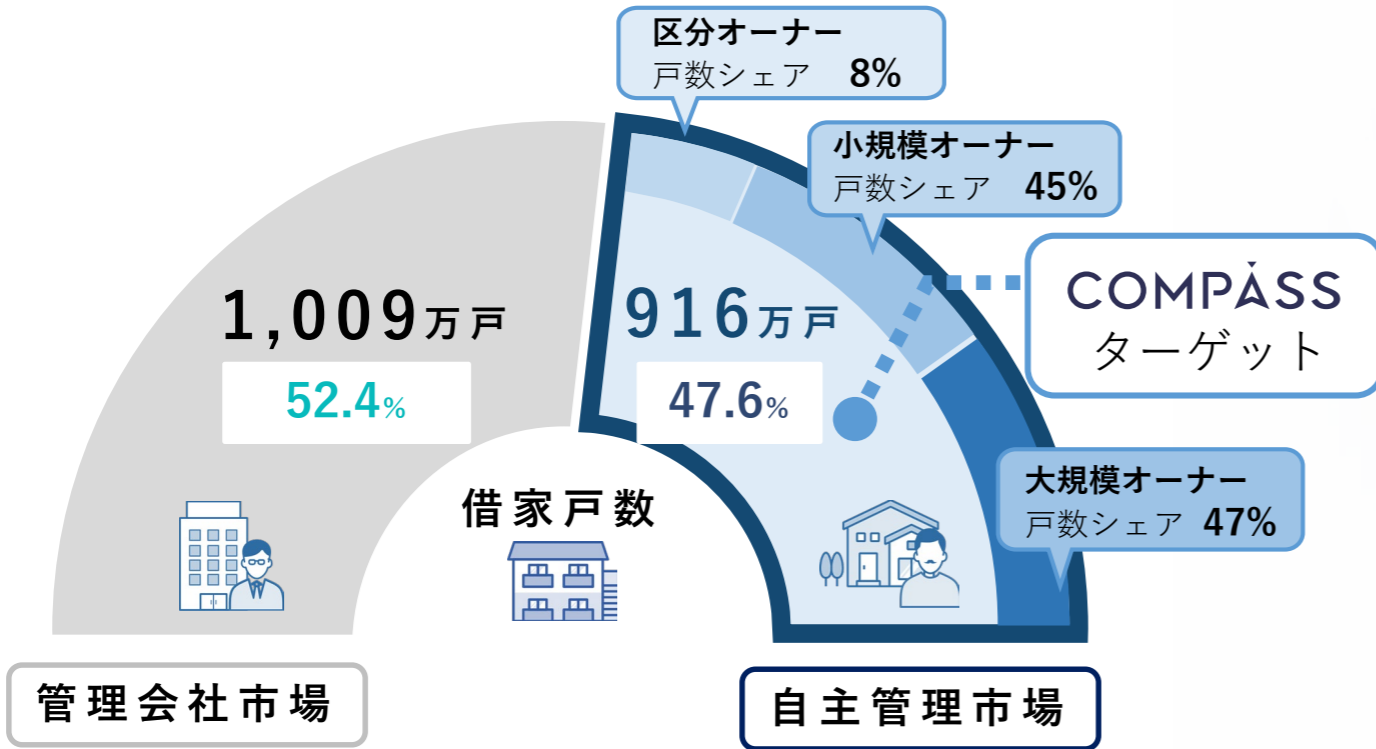 区分オーナー
戸数シェア 8%
小規模オーナー
戸数シェア 45%
COMPASS
ターゲット
1,009万戸
52.4%
916万戸
47.6%
大規模オーナー
戸数シェア 47%
借家戸数
管理会社市場
自主管理市場